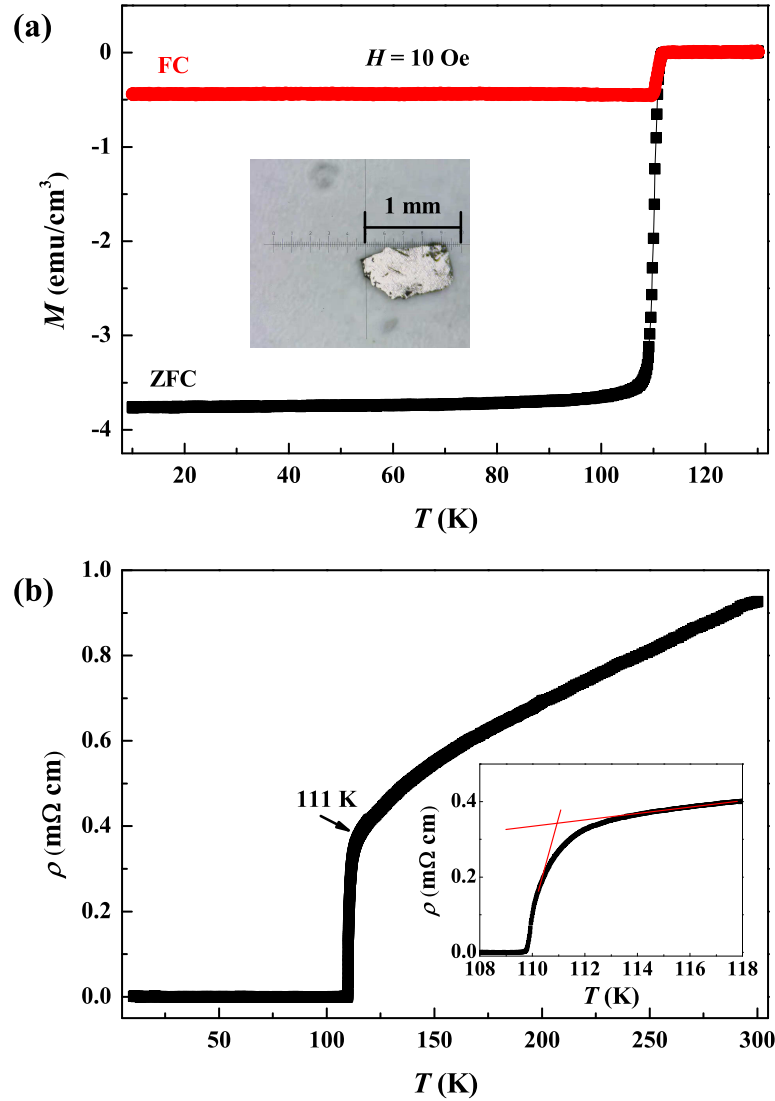 (a)
FC
H = 10 Oe
1 mm
ZFC
M (emu/cm³)
0
-1
-2
-3
-4
20 40 60 80 100 120
T (K)
(b)
ρ (mΩ cm)
1.0
0.8
0.6
0.4
0.2
0.0
111 K
50 100 150 200 250 300
T (K)
ρ (mΩ cm)
0.4
0.2
0.0
108 110 112 114 116 118
T (K)